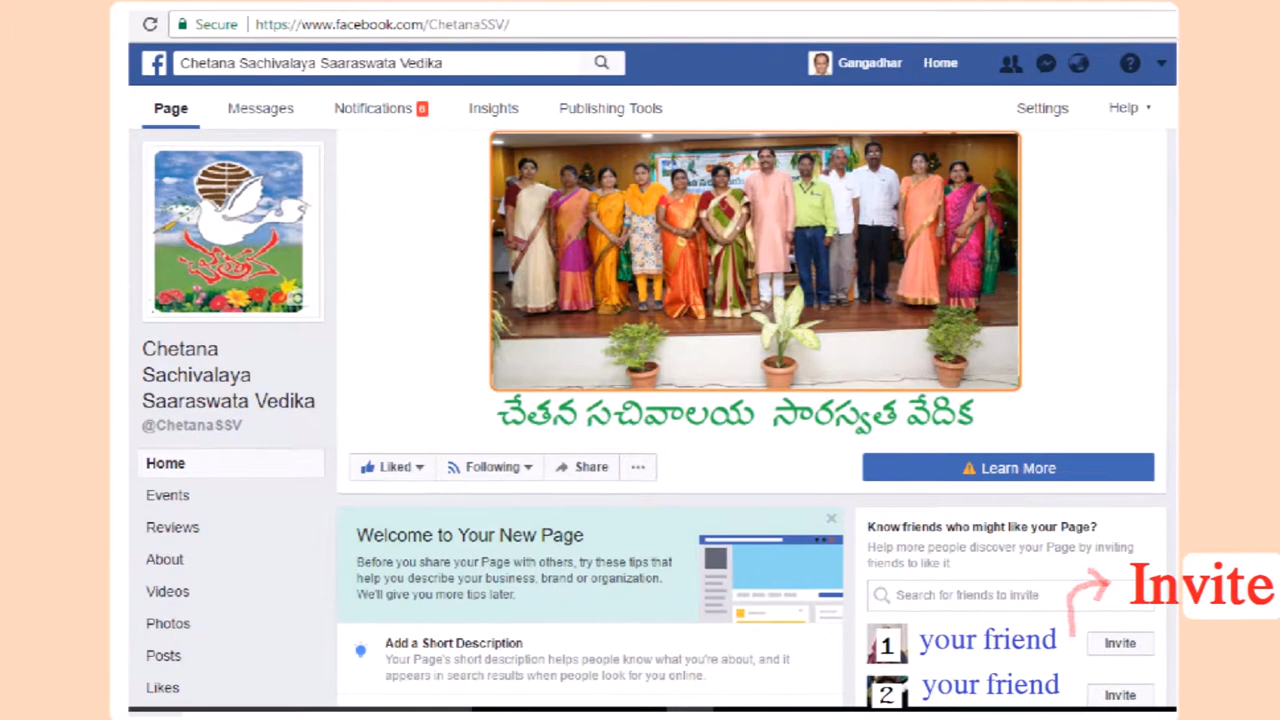 Secure https://www.facebook.com/ChetanaSSV/
Chetana Sachivalaya Saaraswata Vedika
Gangadhar Home
Page Messages Notifications 6 Insights Publishing Tools Settings Help
చేతన
Chetana
Sachivalaya
Saaraswata Vedika
@ChetanaSSV
చేతన సచివాలయ సారస్వత వేదిక
Liked Following Share ... Learn More
Home
Events
Reviews
About
Videos
Photos
Posts
Likes
Welcome to Your New Page
Before you share your Page with others, try these tips that
help you describe your business, brand or organization.
We'll give you more tips later.
Add a Short Description
Your Page's short description helps people know what you're about, and it
appears in search results when people look for you online.
Know friends who might like your Page?
Help more people discover your Page by inviting
friends to like it
Search for friends to invite
Invite
1 your friend Invite
2 your friend Invite